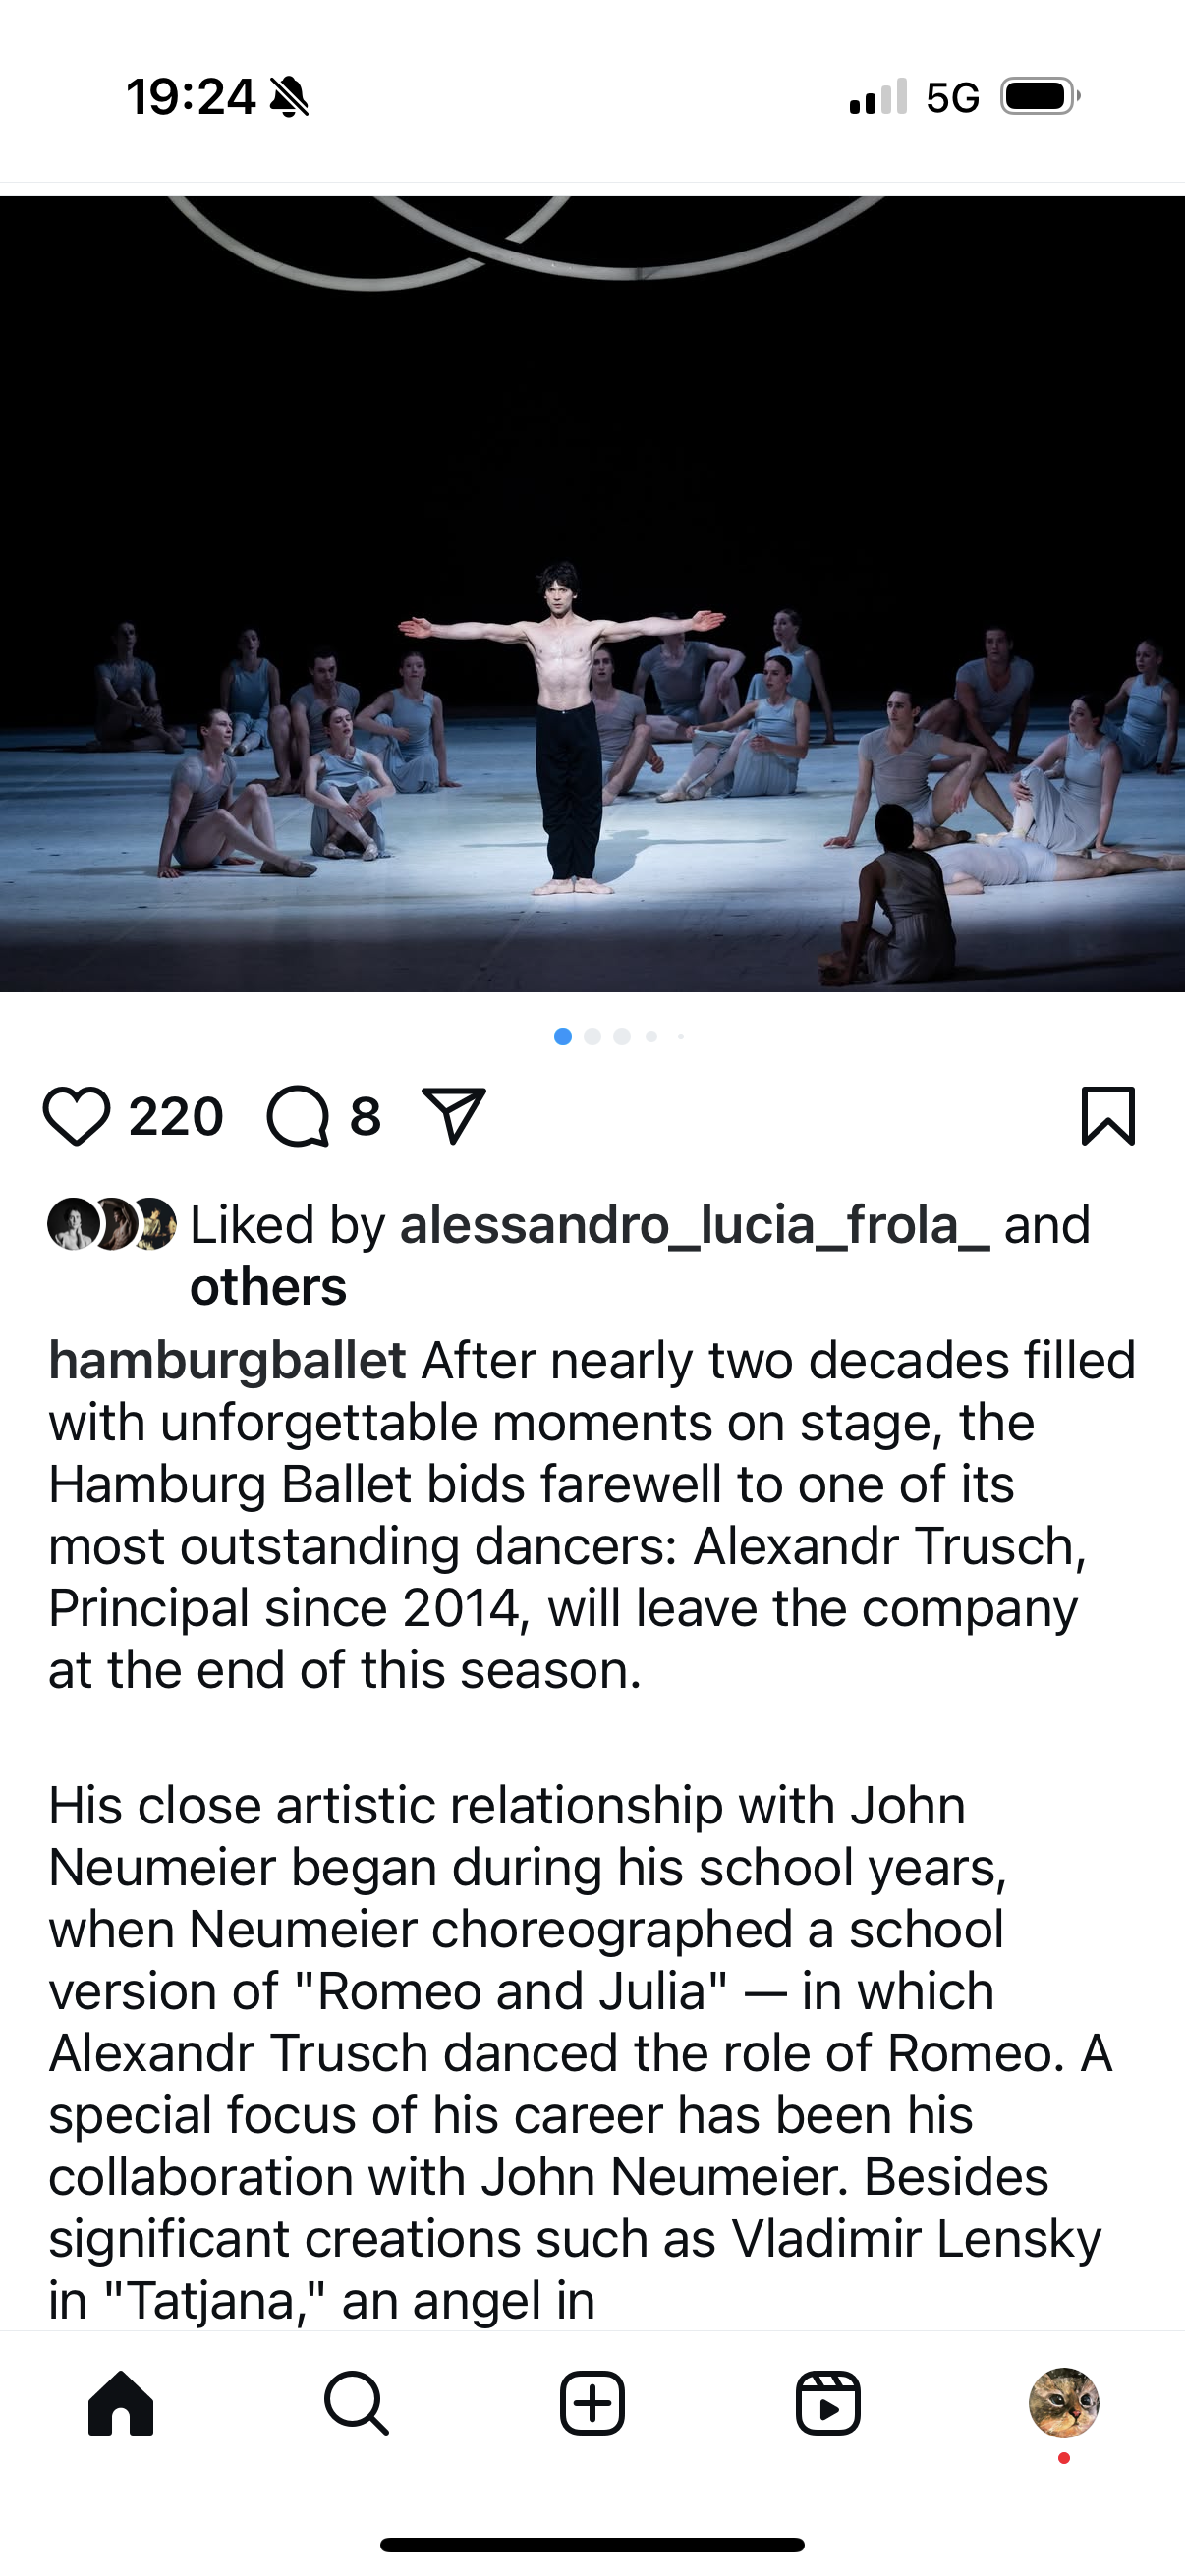 19:24
5G
220
8
Liked by alessandro_lucia_frola_ and
others
hamburgballet After nearly two decades filled
with unforgettable moments on stage, the
Hamburg Ballet bids farewell to one of its
most outstanding dancers: Alexandr Trusch,
Principal since 2014, will leave the company
at the end of this season.
His close artistic relationship with John
Neumeier began during his school years,
when Neumeier choreographed a school
version of "Romeo and Julia" — in which
Alexandr Trusch danced the role of Romeo. A
special focus of his career has been his
collaboration with John Neumeier. Besides
significant creations such as Vladimir Lensky
in "Tatjana," an angel in